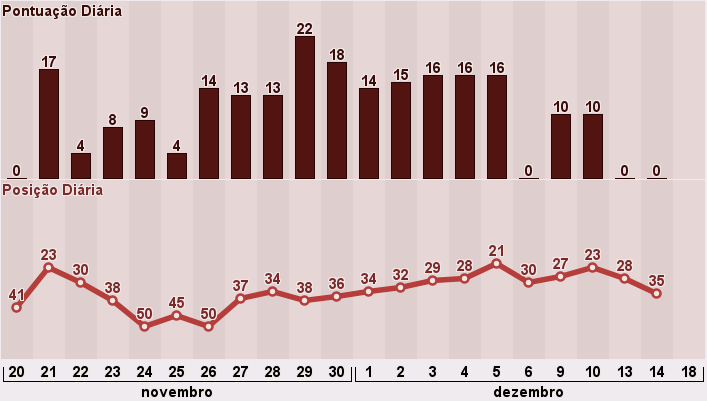 Pontuação Diária
0 17 4 8 9 4 14 13 13 22 18 14 15 16 16 16 0 10 10 0 0
Posição Diária
41 23 30 38 50 45 50 37 34 38 36 34 32 29 28 21 30 27 23 28 35
20 21 22 23 24 25 26 27 28 29 30 1 2 3 4 5 6 9 10 13 14 18
novembro dezembro